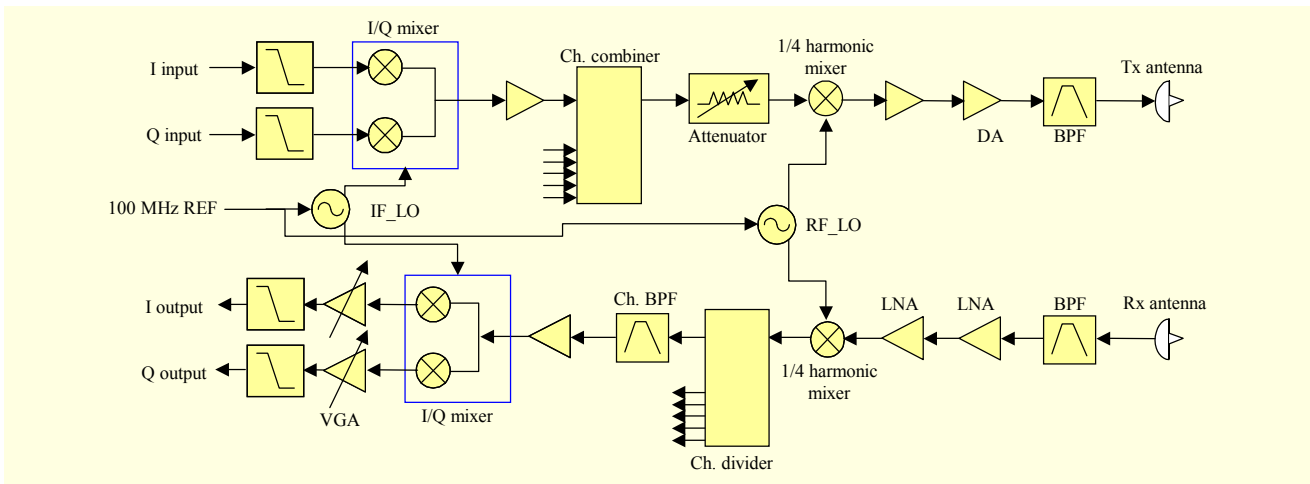 I/Q mixer
I input
Q input
Ch. combiner
Attenuator
1/4 harmonic
mixer
DA
BPF
Tx antenna
100 MHz REF
IF_LO
RF_LO
I output
Q output
VGA
I/Q mixer
Ch. BPF
Ch. divider
1/4 harmonic
mixer
LNA
LNA
BPF
Rx antenna